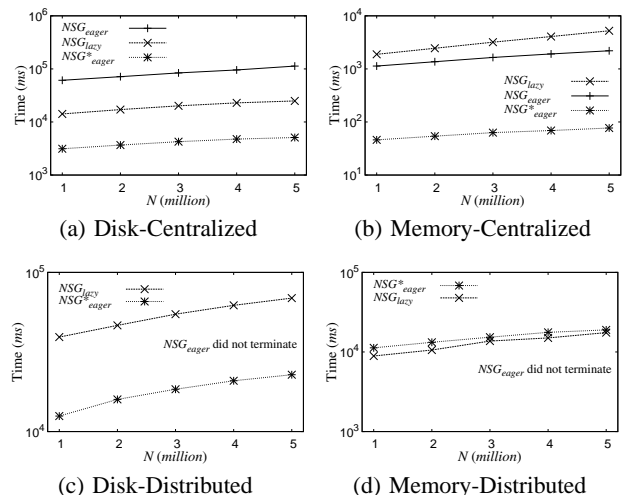 10^6
NSG_eager
NSG_lazy
NSG*_eager
10^5
10^4
10^3
Time (ms)
1 2 3 4 5
N (million)
(a) Disk-Centralized
10^4
10^3
NSG_lazy
NSG_eager
NSG*_eager
10^2
10^1
Time (ms)
1 2 3 4 5
N (million)
(b) Memory-Centralized
10^5
NSG_lazy
NSG*_eager
NSG_eager did not terminate
10^4
Time (ms)
1 2 3 4 5
N (million)
(c) Disk-Distributed
10^5
NSG*_eager
NSG_lazy
10^4
NSG_eager did not terminate
10^3
Time (ms)
1 2 3 4 5
N (million)
(d) Memory-Distributed